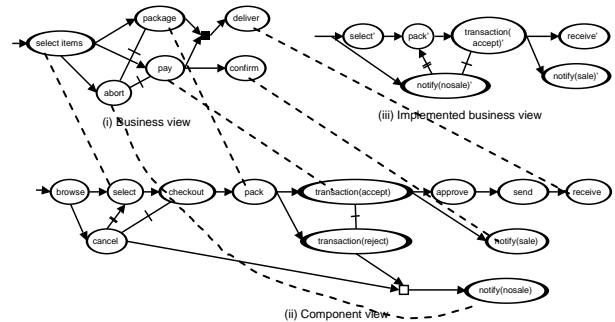 package
deliver
select items
pay
confirm
abort
(i) Business view
select'
pack'
transaction(
accept)'
receive'
notify(nosale)'
notify(sale)'
(iii) Implemented business view
browse
select
checkout
pack
transaction(accept)
approve
send
receive
cancel
transaction(reject)
notify(sale)
notify(nosale)
(ii) Component view